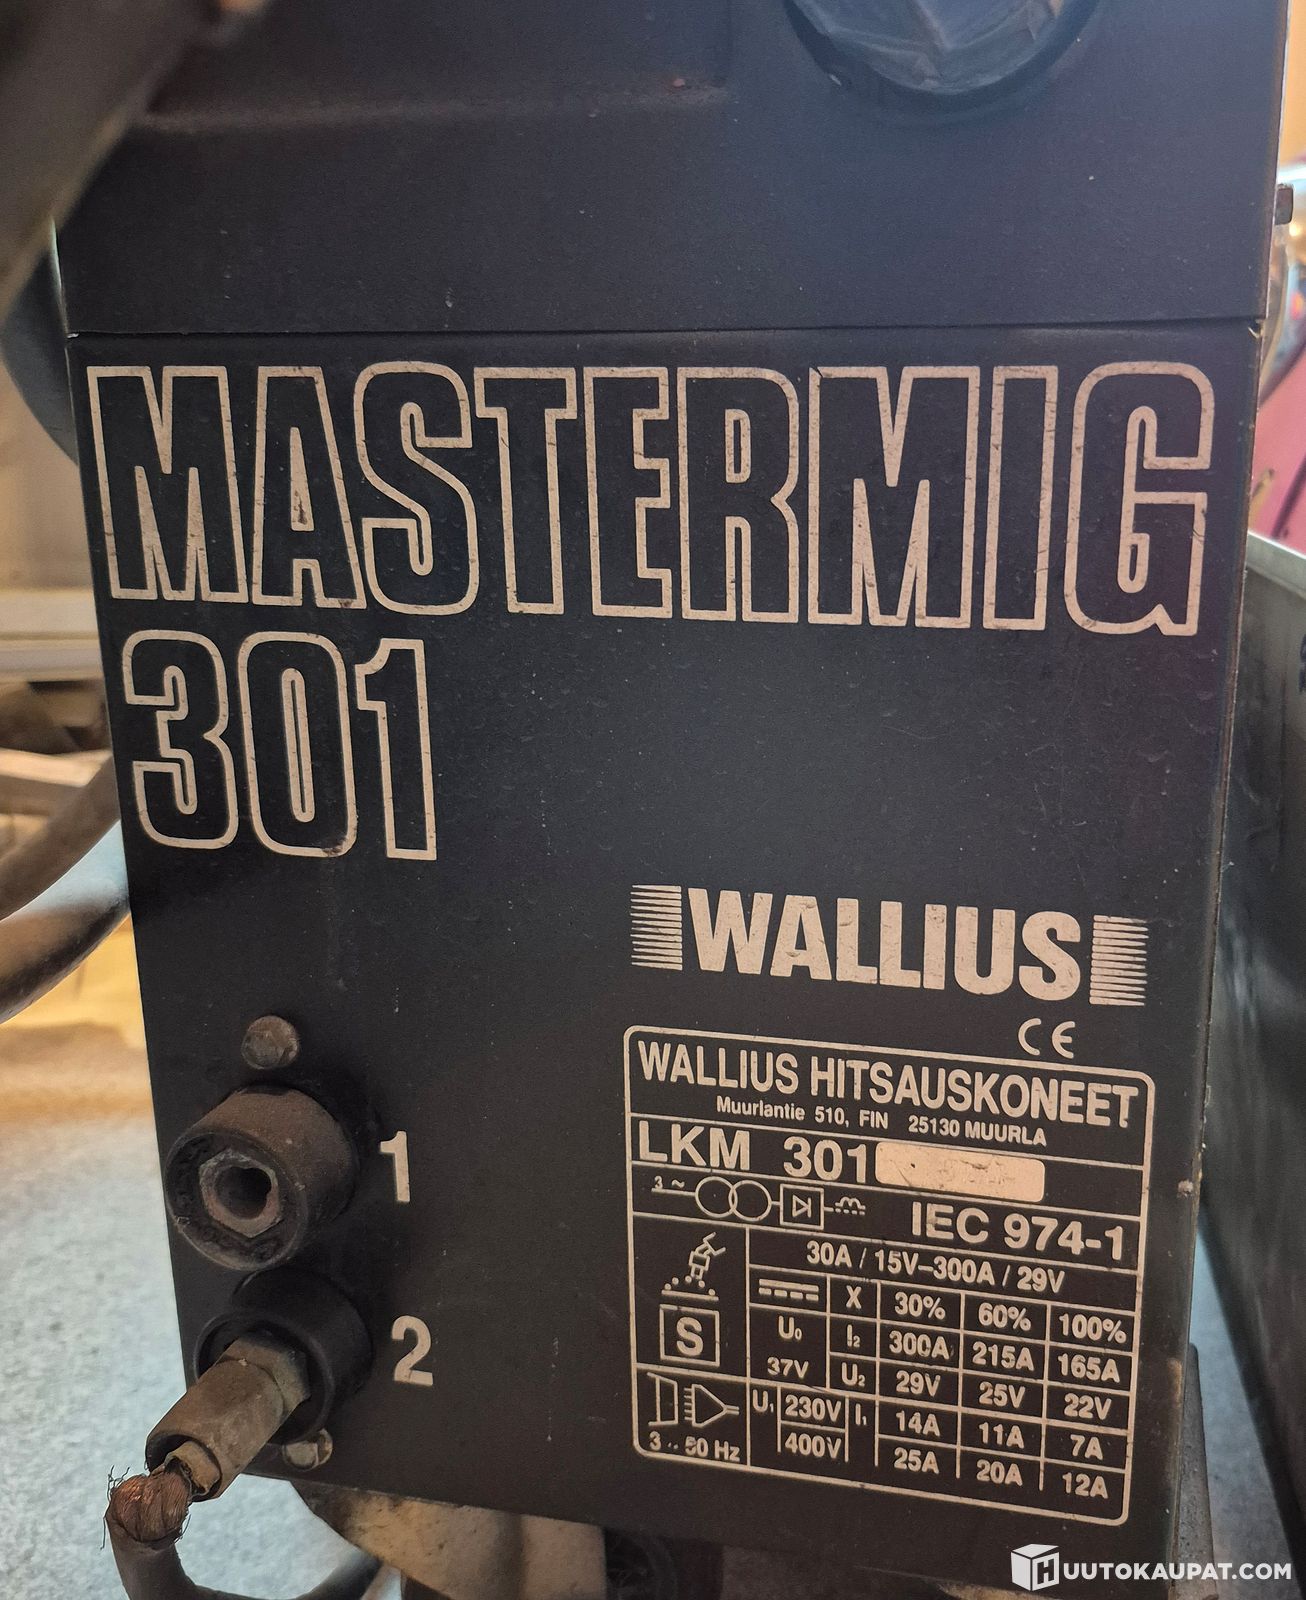 MASTERMIG
301
WALLIUS
CE
WALLIUS HITSAUSKONEET
Muurlantie 510, FIN 25130 MUURLA
LKM 301
3 ~
IEC 974-1
30A / 15V–300A / 29V
X 30% 60% 100%
U₀ I₂ 300A 215A 165A
S
37V U₂ 29V 25V 22V
U₁ 230V I₁ 14A 11A 7A
3 ~ 50 Hz 400V 25A 20A 12A
1
2
HUUTOKAUPAT.COM